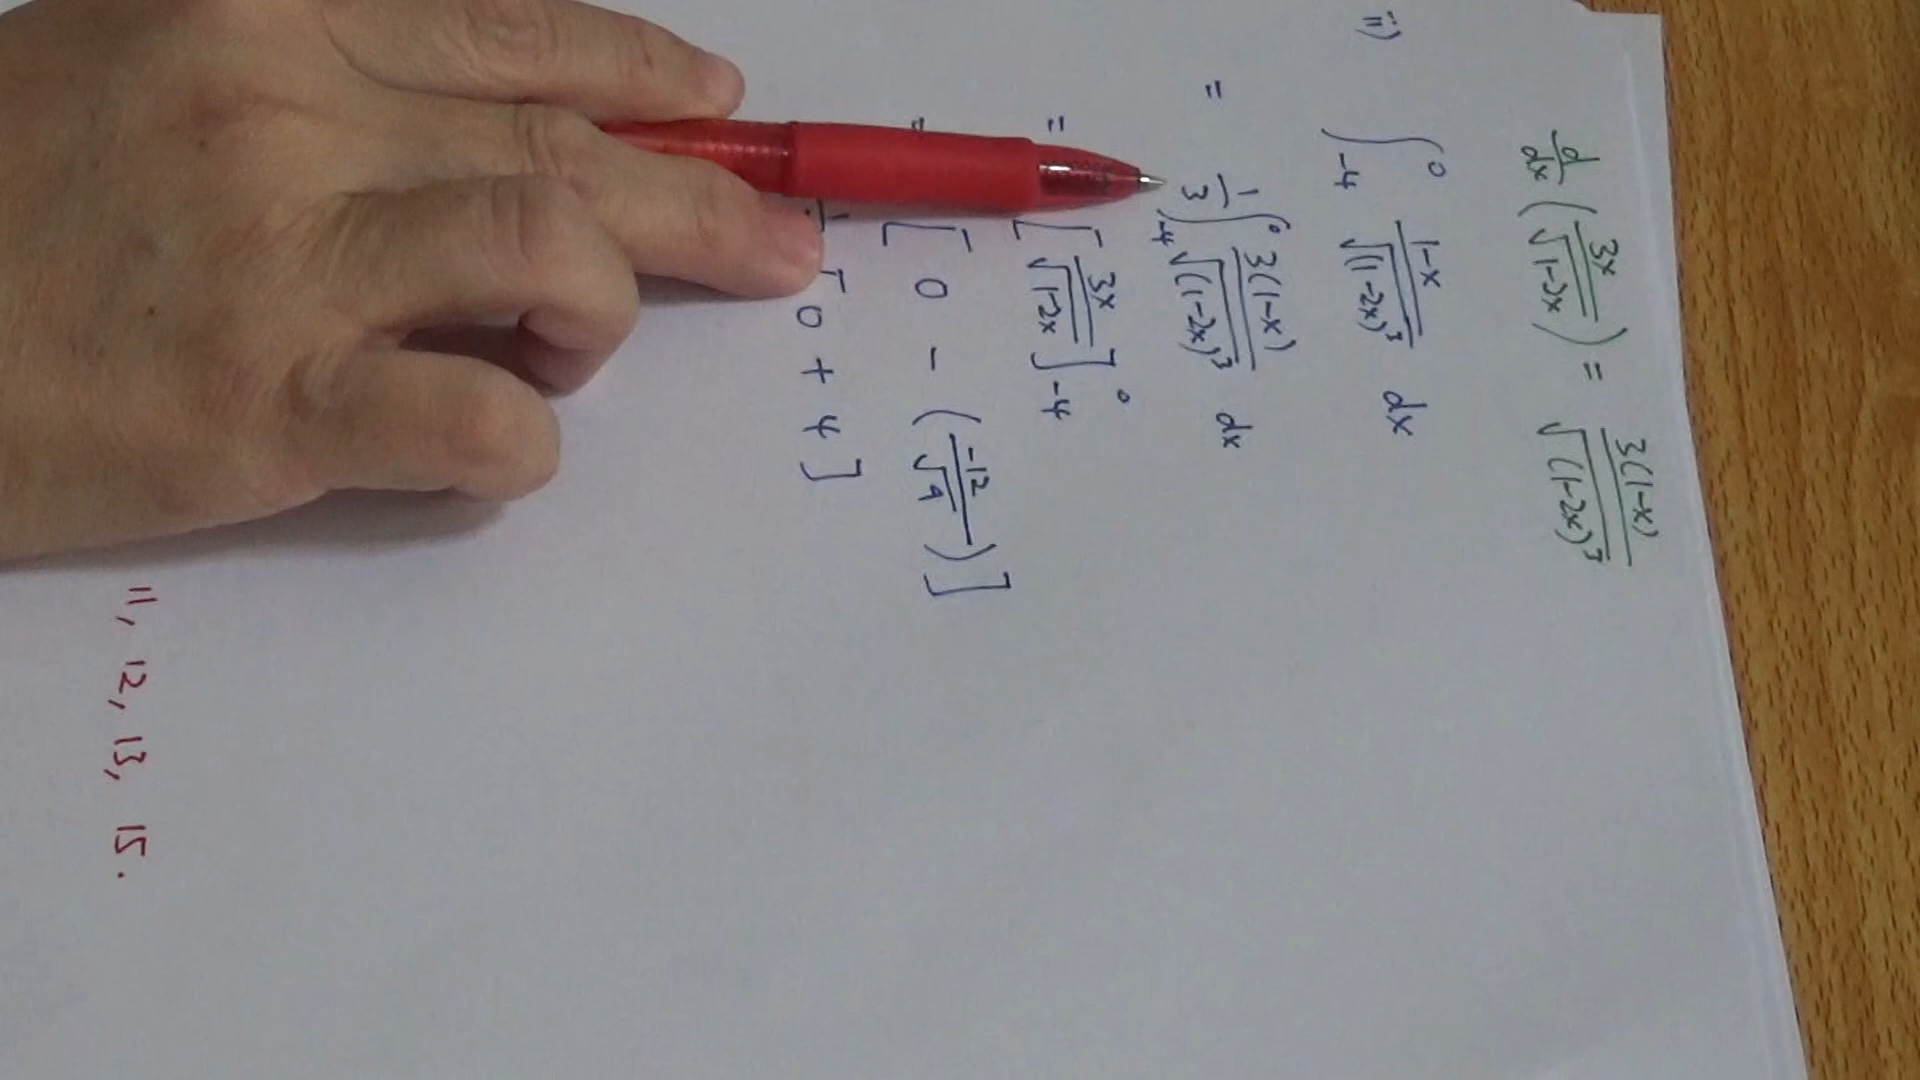 d/dx (3x/√(1-2x)) = 3(1-x)/√((1-2x)³)
ii) ∫₋₄⁰ (1-x)/√((1-2x)³) dx
= 1/3 ∫₋₄⁰ 3(1-x)/√((1-2x)³) dx
= [3x/√(1-2x)]₋₄⁰
= [0 - (-12/√9)]
[0 + 4]
11, 12, 13, 15.